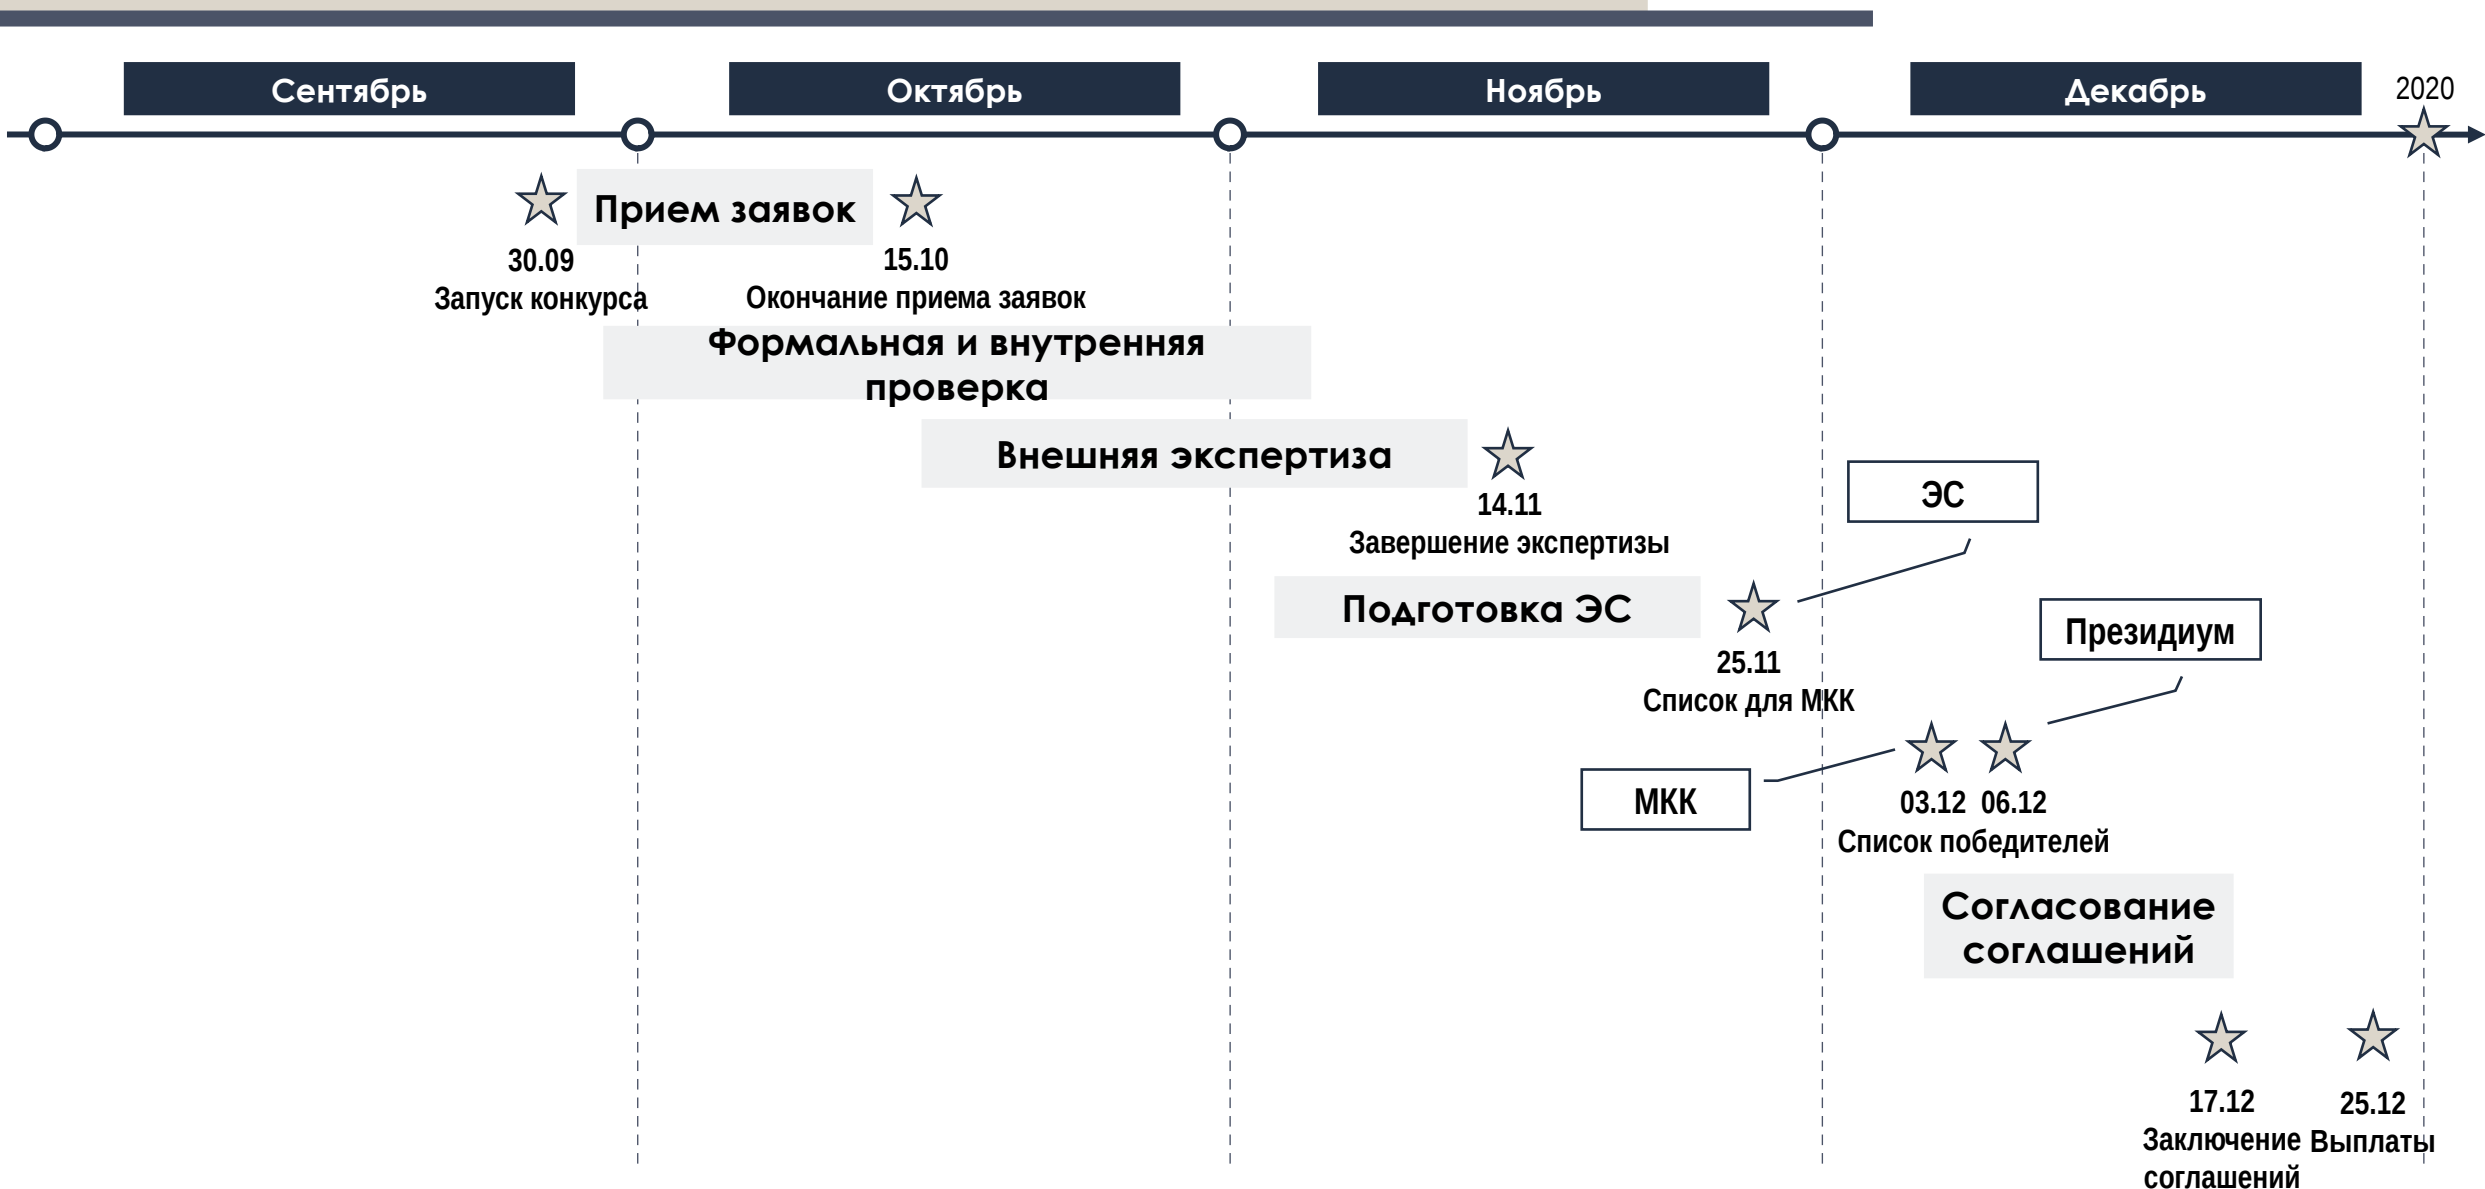 Сентябрь
Октябрь
Ноябрь
Декабрь
2020
Прием заявок
30.09
Запуск конкурса
15.10
Окончание приема заявок
Формальная и внутренняя
проверка
Внешняя экспертиза
14.11
Завершение экспертизы
ЭС
Подготовка ЭС
25.11
Список для МКК
Президиум
МКК
03.12 06.12
Список победителей
Согласование
соглашений
17.12
Заключение
соглашений
25.12
Выплаты